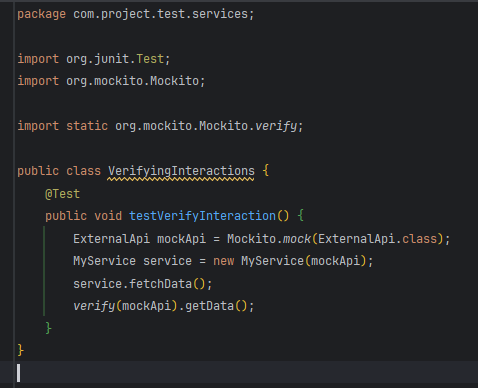 package com.project.test.services;

import org.junit.Test;
import org.mockito.Mockito;

import static org.mockito.Mockito.verify;

public class VerifyingInteractions {
    @Test
    public void testVerifyInteraction() {
        ExternalApi mockApi = Mockito.mock(ExternalApi.class);
        MyService service = new MyService(mockApi);
        service.fetchData();
        verify(mockApi).getData();
    }
}